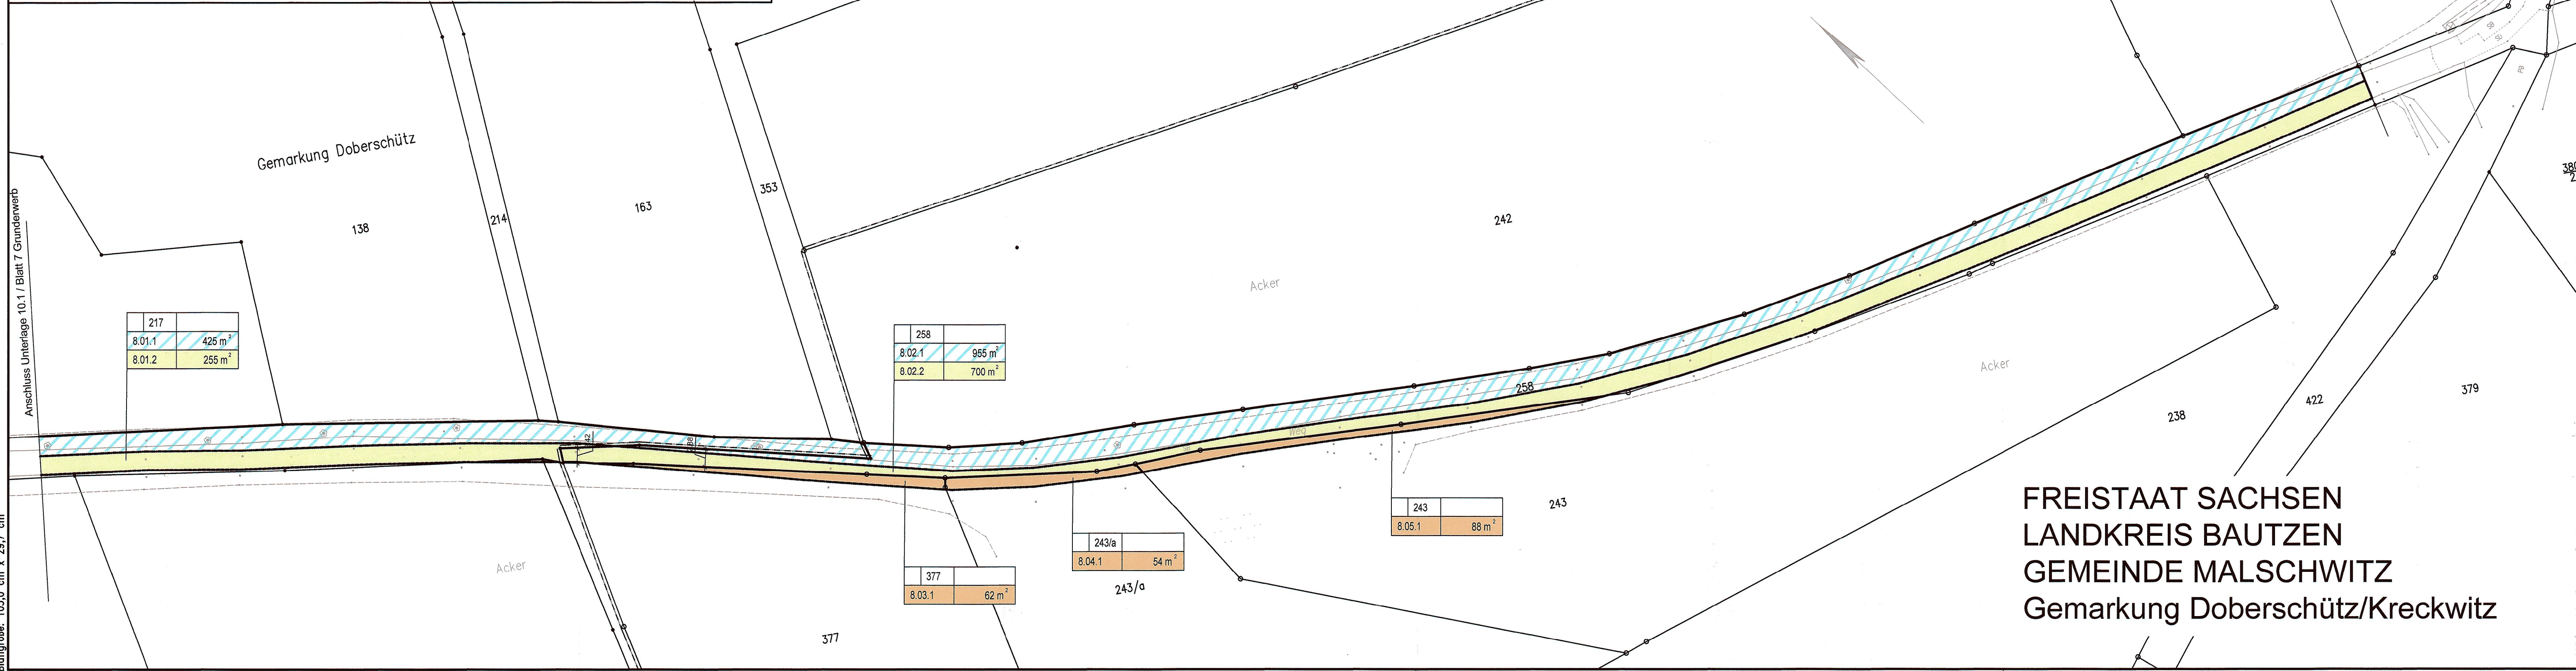 Gemarkung Doberschütz
138
214
163
353
242
Acker
Anschluss Unterlage 10.1 / Blatt 7 Grunderwerb
217
8.01.1 425 m²
8.01.2 255 m²
258
8.02.1 955 m²
8.02.2 700 m²
258
Weg
Acker
238
422
379
243
8.05.1 88 m²
243
243/a
8.04.1 54 m²
243/a
377
8.03.1 62 m²
377
Acker
FREISTAAT SACHSEN
LANDKREIS BAUTZEN
GEMEINDE MALSCHWITZ
Gemarkung Doberschütz/Kreckwitz